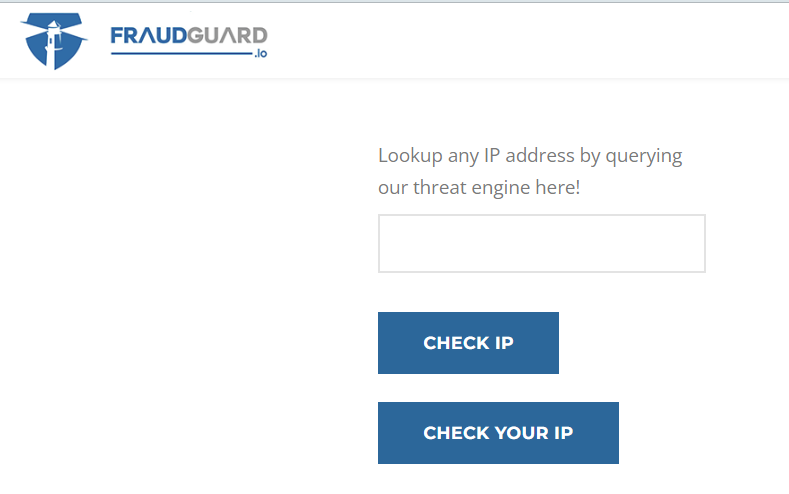 FRAUDGUARD
.io
Lookup any IP address by querying
our threat engine here!
CHECK IP
CHECK YOUR IP